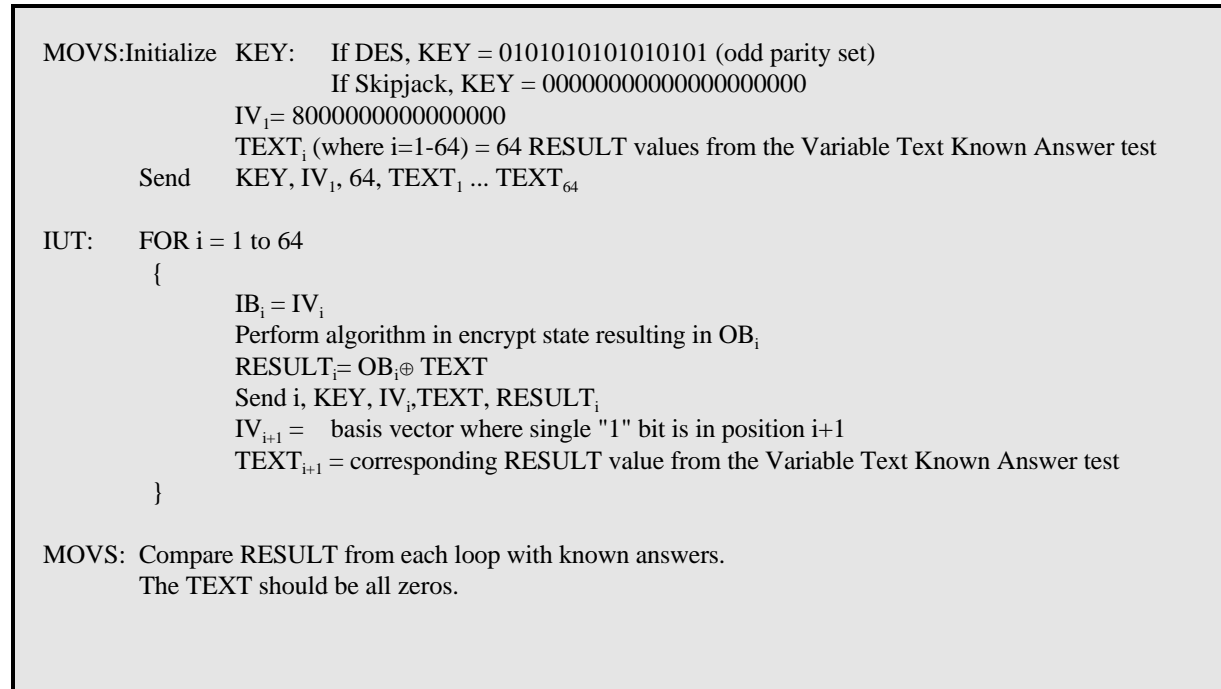 MOVS:Initialize KEY: If DES, KEY = 0101010101010101 (odd parity set)
If Skipjack, KEY = 00000000000000000000
IV₁= 8000000000000000
TEXTᵢ (where i=1-64) = 64 RESULT values from the Variable Text Known Answer test
Send KEY, IV₁, 64, TEXT₁ ... TEXT₆₄
IUT: FOR i = 1 to 64
{
IBᵢ = IVᵢ
Perform algorithm in encrypt state resulting in OBᵢ
RESULTᵢ= OBᵢ⊕ TEXT
Send i, KEY, IVᵢ,TEXT, RESULTᵢ
IVᵢ₊₁ = basis vector where single "1" bit is in position i+1
TEXTᵢ₊₁ = corresponding RESULT value from the Variable Text Known Answer test
}
MOVS: Compare RESULT from each loop with known answers.
The TEXT should be all zeros.